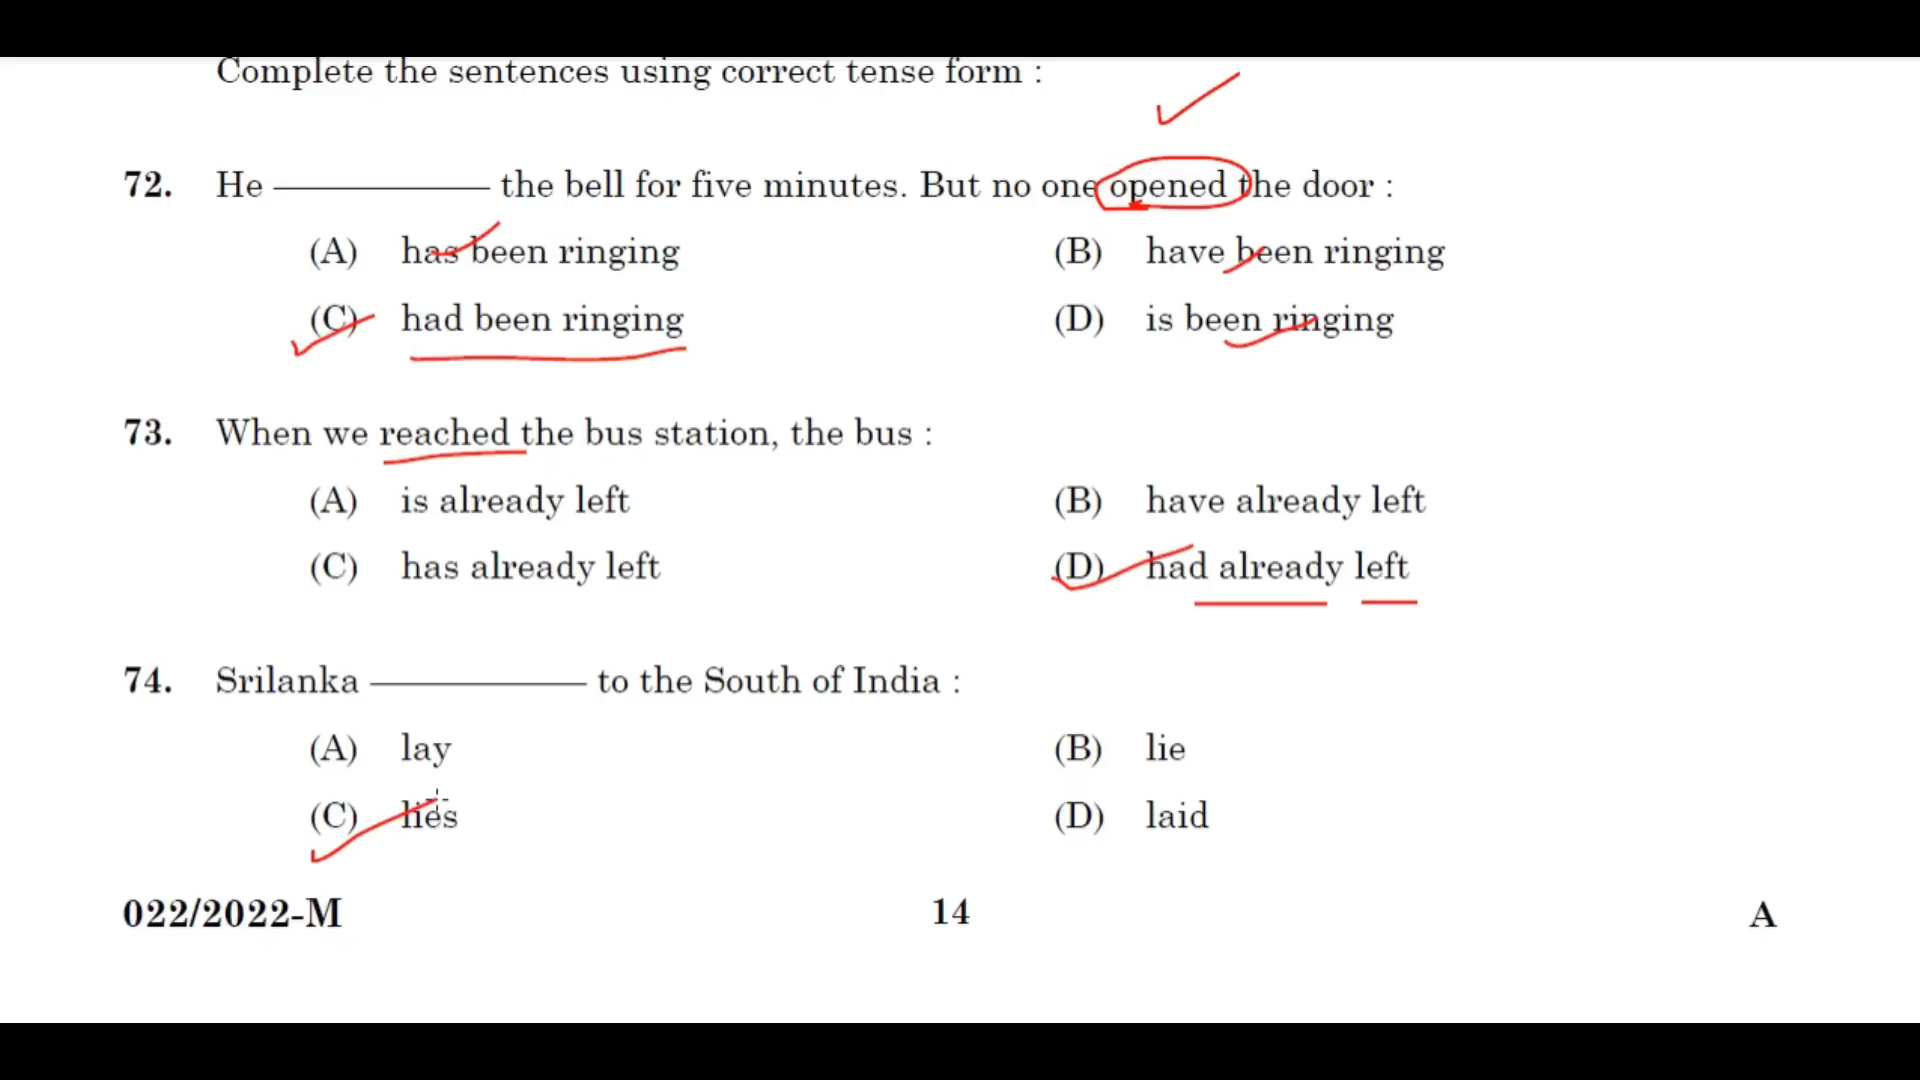 Complete the sentences using correct tense form :
72. He ———— the bell for five minutes. But no one opened the door :
(A) has been ringing (B) have been ringing
(C) had been ringing (D) is been ringing
73. When we reached the bus station, the bus :
(A) is already left (B) have already left
(C) has already left (D) had already left
74. Srilanka ———— to the South of India :
(A) lay (B) lie
(C) lies (D) laid
022/2022-M 14 A